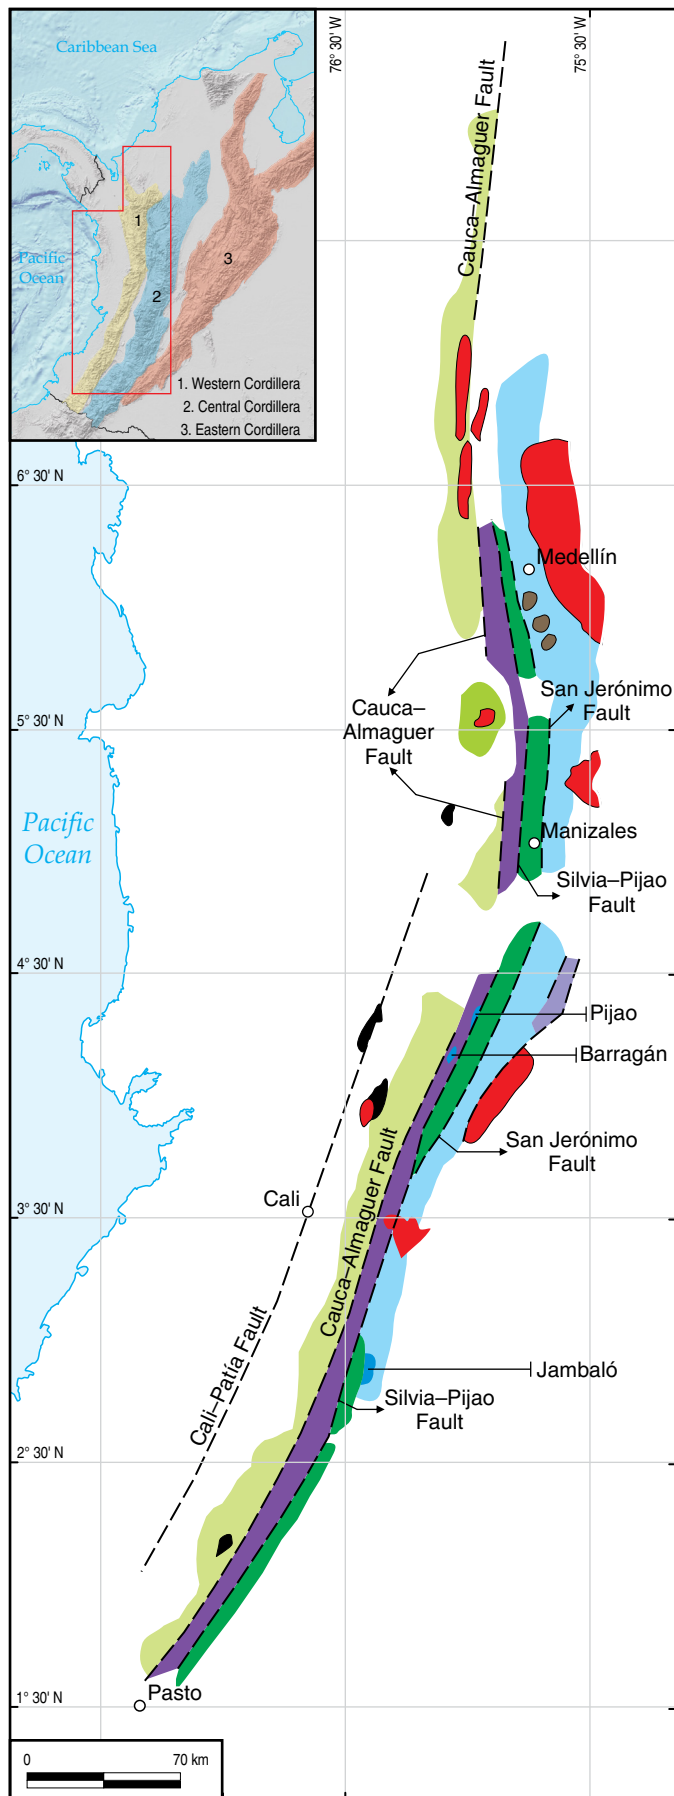 76° 30' W
75° 30' W
Caribbean Sea
Pacific
Ocean
1
2
3
1. Western Cordillera
2. Central Cordillera
3. Eastern Cordillera
Cauca–Almaguer Fault
6° 30' N
Medellín
San Jerónimo
Fault
Cauca–
Almaguer
Fault
5° 30' N
Pacific
Ocean
Manizales
Silvia–Pijao
Fault
4° 30' N
Pijao
Barragán
San Jerónimo
Fault
Cauca–Almaguer Fault
Cali
3° 30' N
Cali–Patía Fault
Jambaló
Silvia–Pijao
Fault
2° 30' N
Pasto
1° 30' N
0
70 km